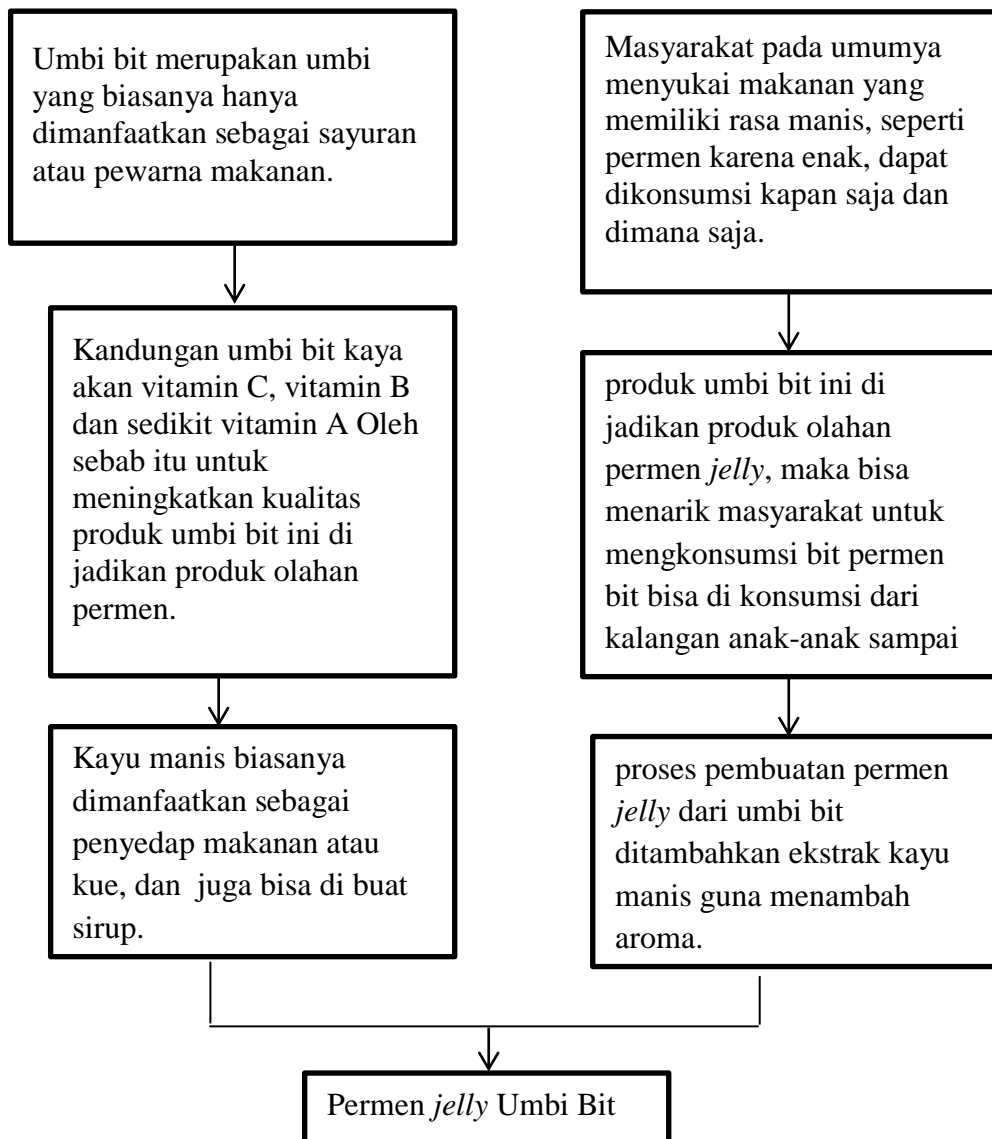 Umbi bit merupakan umbi
yang biasanya hanya
dimanfaatkan sebagai sayuran
atau pewarna makanan.
Kandungan umbi bit kaya
akan vitamin C, vitamin B
dan sedikit vitamin A Oleh
sebab itu untuk
meningkatkan kualitas
produk umbi bit ini di
jadikan produk olahan
permen.
Kayu manis biasanya
dimanfaatkan sebagai
penyedap makanan atau
kue, dan juga bisa di buat
sirup.
Masyarakat pada umumya
menyukai makanan yang
memiliki rasa manis, seperti
permen karena enak, dapat
dikonsumsi kapan saja dan
dimana saja.
produk umbi bit ini di
jadikan produk olahan
permen jelly, maka bisa
menarik masyarakat untuk
mengkonsumsi bit permen
bit bisa di konsumsi dari
kalangan anak-anak sampai
proses pembuatan permen
jelly dari umbi bit
ditambahkan ekstrak kayu
manis guna menambah
aroma.
Permen jelly Umbi Bit